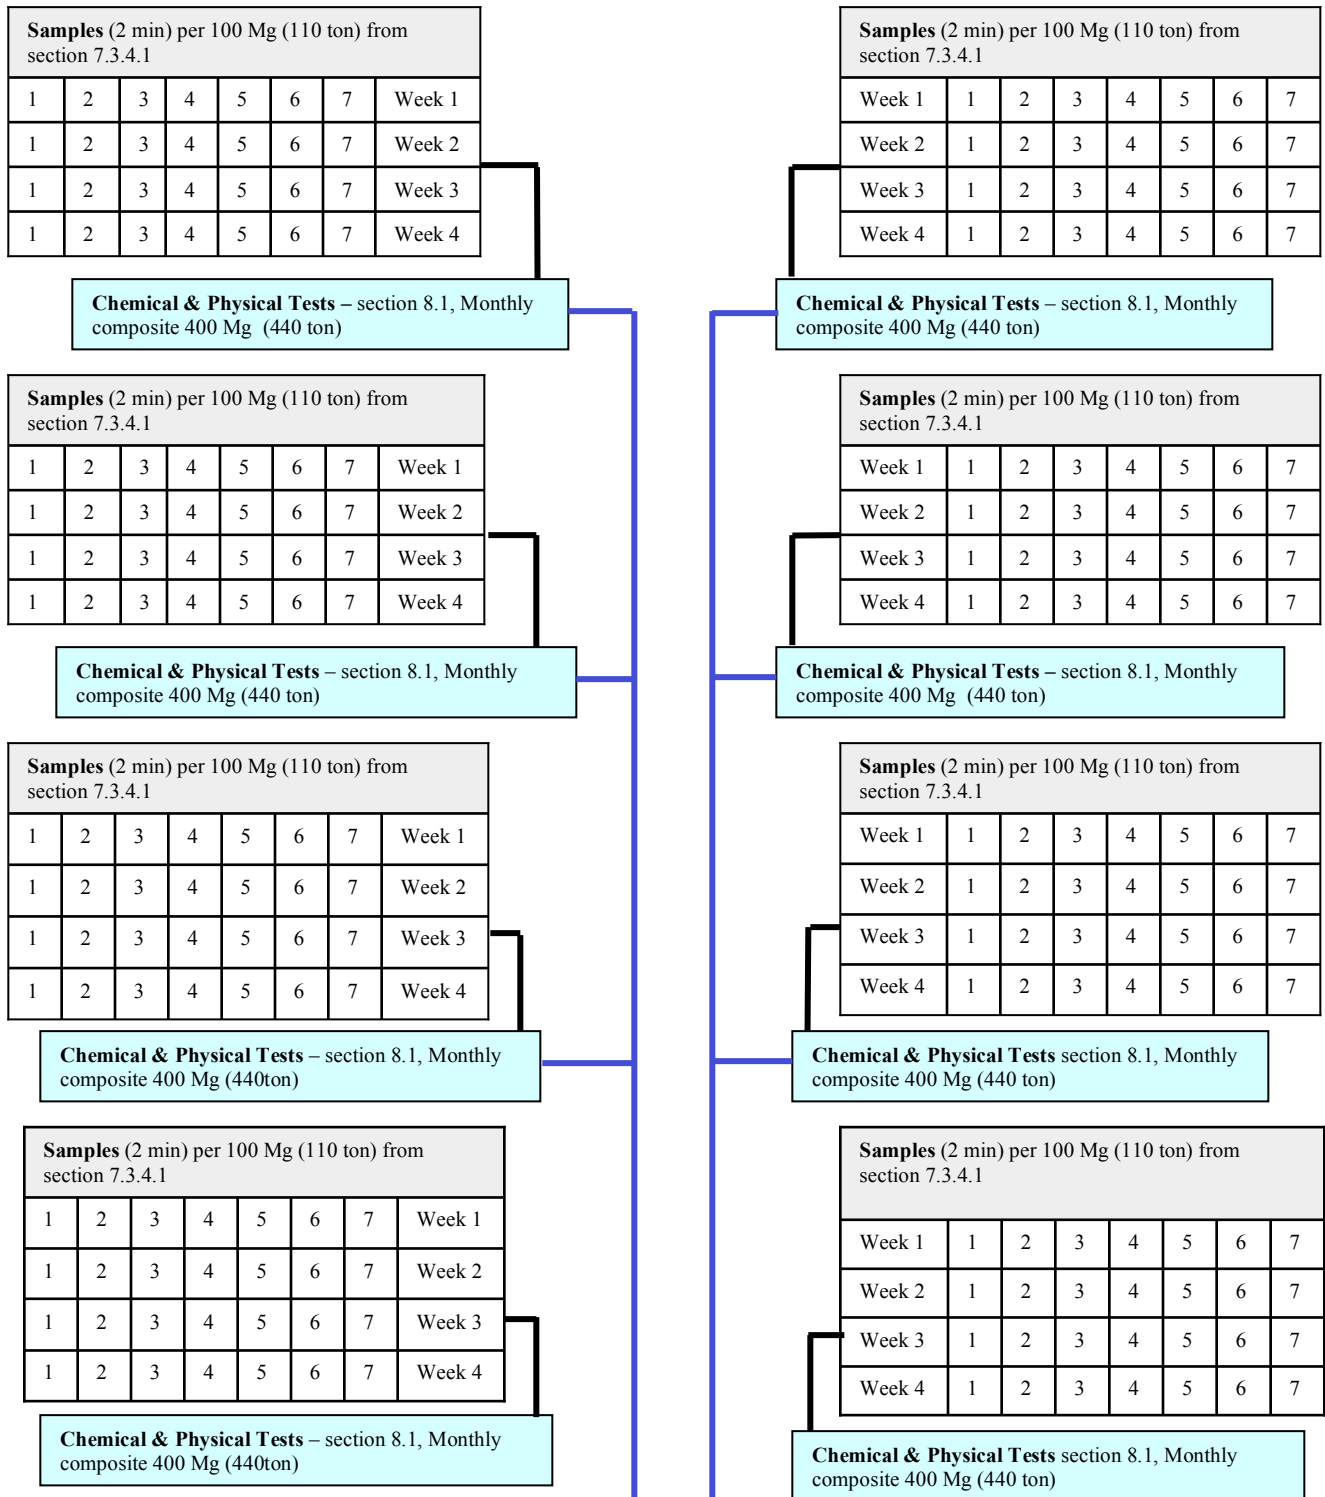 Samples (2 min) per 100 Mg (110 ton) from
section 7.3.4.1
1 2 3 4 5 6 7 Week 1
1 2 3 4 5 6 7 Week 2
1 2 3 4 5 6 7 Week 3
1 2 3 4 5 6 7 Week 4
Chemical & Physical Tests – section 8.1, Monthly
composite 400 Mg (440 ton)
Samples (2 min) per 100 Mg (110 ton) from
section 7.3.4.1
Week 1 1 2 3 4 5 6 7
Week 2 1 2 3 4 5 6 7
Week 3 1 2 3 4 5 6 7
Week 4 1 2 3 4 5 6 7
Chemical & Physical Tests – section 8.1, Monthly
composite 400 Mg (440 ton)
Samples (2 min) per 100 Mg (110 ton) from
section 7.3.4.1
1 2 3 4 5 6 7 Week 1
1 2 3 4 5 6 7 Week 2
1 2 3 4 5 6 7 Week 3
1 2 3 4 5 6 7 Week 4
Chemical & Physical Tests – section 8.1, Monthly
composite 400 Mg (440 ton)
Samples (2 min) per 100 Mg (110 ton) from
section 7.3.4.1
Week 1 1 2 3 4 5 6 7
Week 2 1 2 3 4 5 6 7
Week 3 1 2 3 4 5 6 7
Week 4 1 2 3 4 5 6 7
Chemical & Physical Tests – section 8.1, Monthly
composite 400 Mg (440 ton)
Samples (2 min) per 100 Mg (110 ton) from
section 7.3.4.1
1 2 3 4 5 6 7 Week 1
1 2 3 4 5 6 7 Week 2
1 2 3 4 5 6 7 Week 3
1 2 3 4 5 6 7 Week 4
Chemical & Physical Tests – section 8.1, Monthly
composite 400 Mg (440ton)
Samples (2 min) per 100 Mg (110 ton) from
section 7.3.4.1
Week 1 1 2 3 4 5 6 7
Week 2 1 2 3 4 5 6 7
Week 3 1 2 3 4 5 6 7
Week 4 1 2 3 4 5 6 7
Chemical & Physical Tests section 8.1, Monthly
composite 400 Mg (440 ton)
Samples (2 min) per 100 Mg (110 ton) from
section 7.3.4.1
1 2 3 4 5 6 7 Week 1
1 2 3 4 5 6 7 Week 2
1 2 3 4 5 6 7 Week 3
1 2 3 4 5 6 7 Week 4
Chemical & Physical Tests – section 8.1, Monthly
composite 400 Mg (440ton)
Samples (2 min) per 100 Mg (110 ton) from
section 7.3.4.1
Week 1 1 2 3 4 5 6 7
Week 2 1 2 3 4 5 6 7
Week 3 1 2 3 4 5 6 7
Week 4 1 2 3 4 5 6 7
Chemical & Physical Tests section 8.1, Monthly
composite 400 Mg (440 ton)